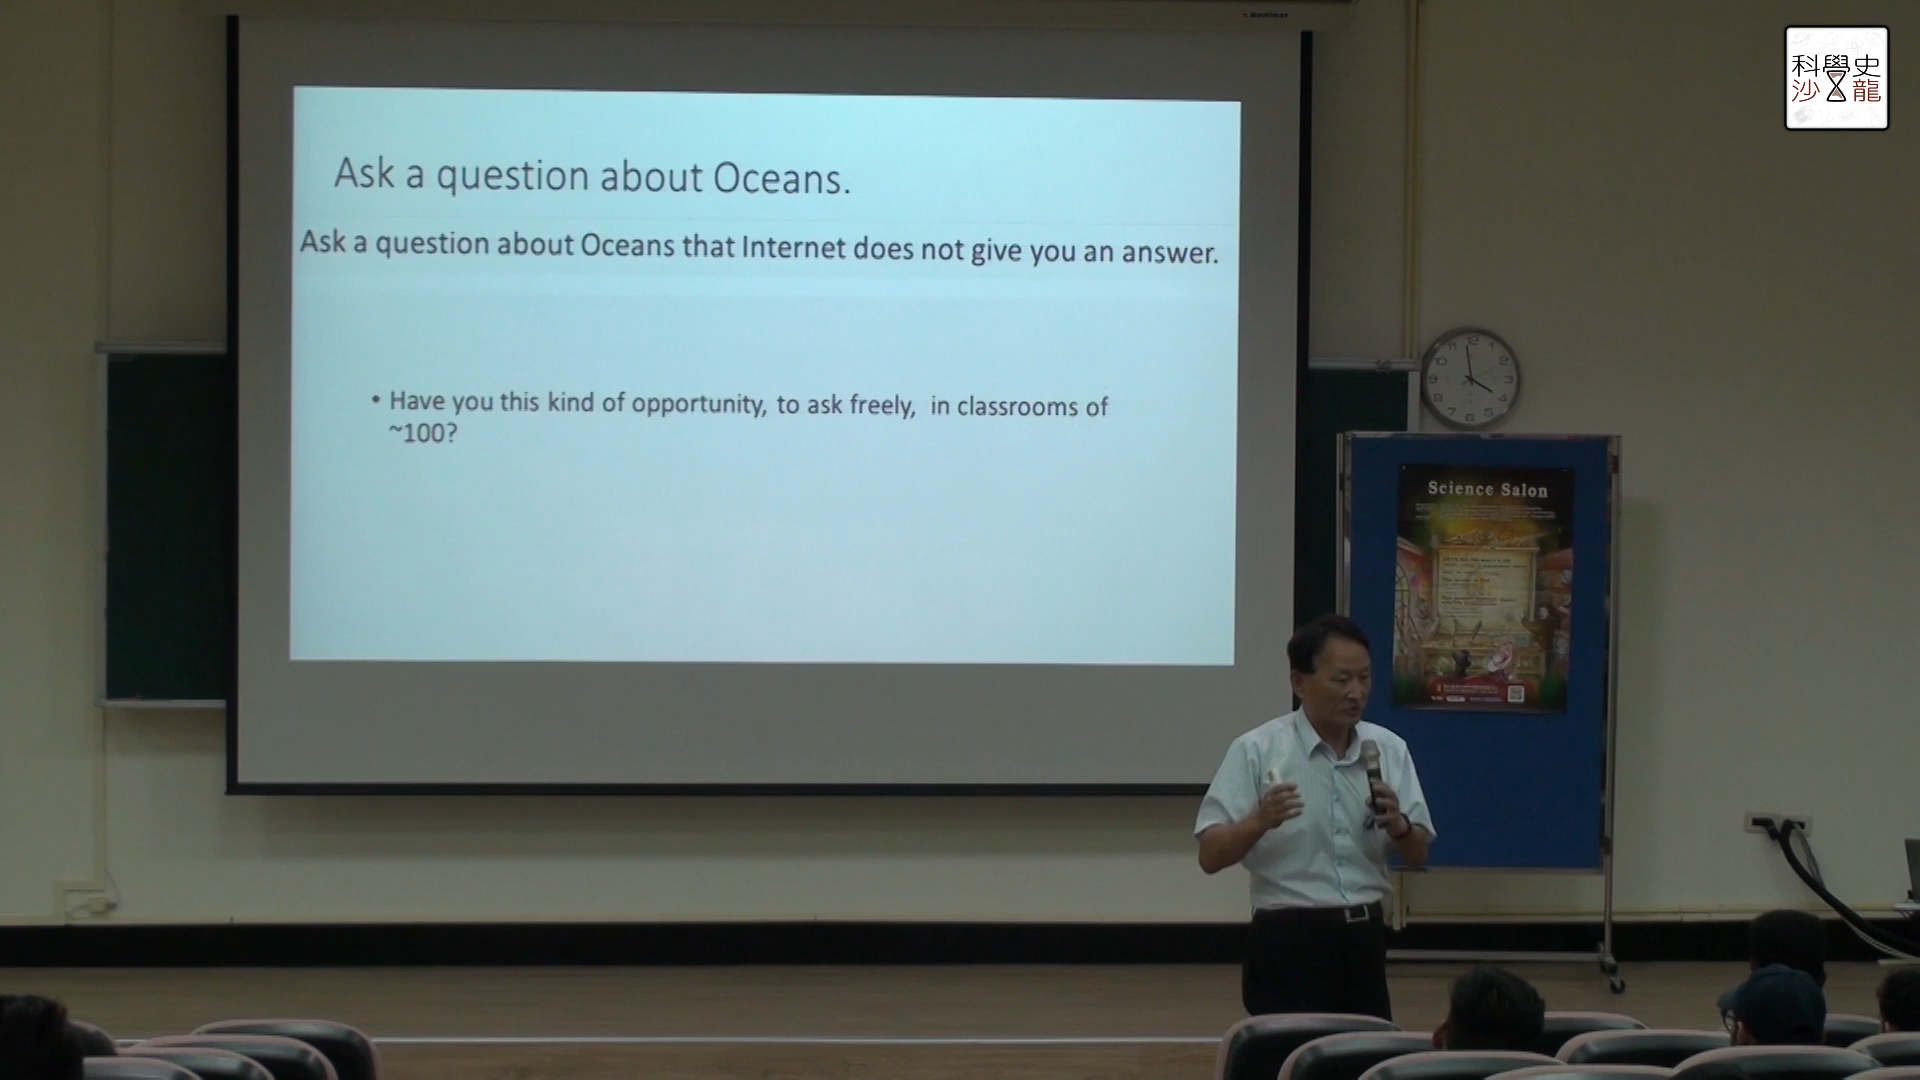 科學史
沙龍
Ask a question about Oceans.
Ask a question about Oceans that Internet does not give you an answer.
• Have you this kind of opportunity, to ask freely, in classrooms of
~100?
Science Salon